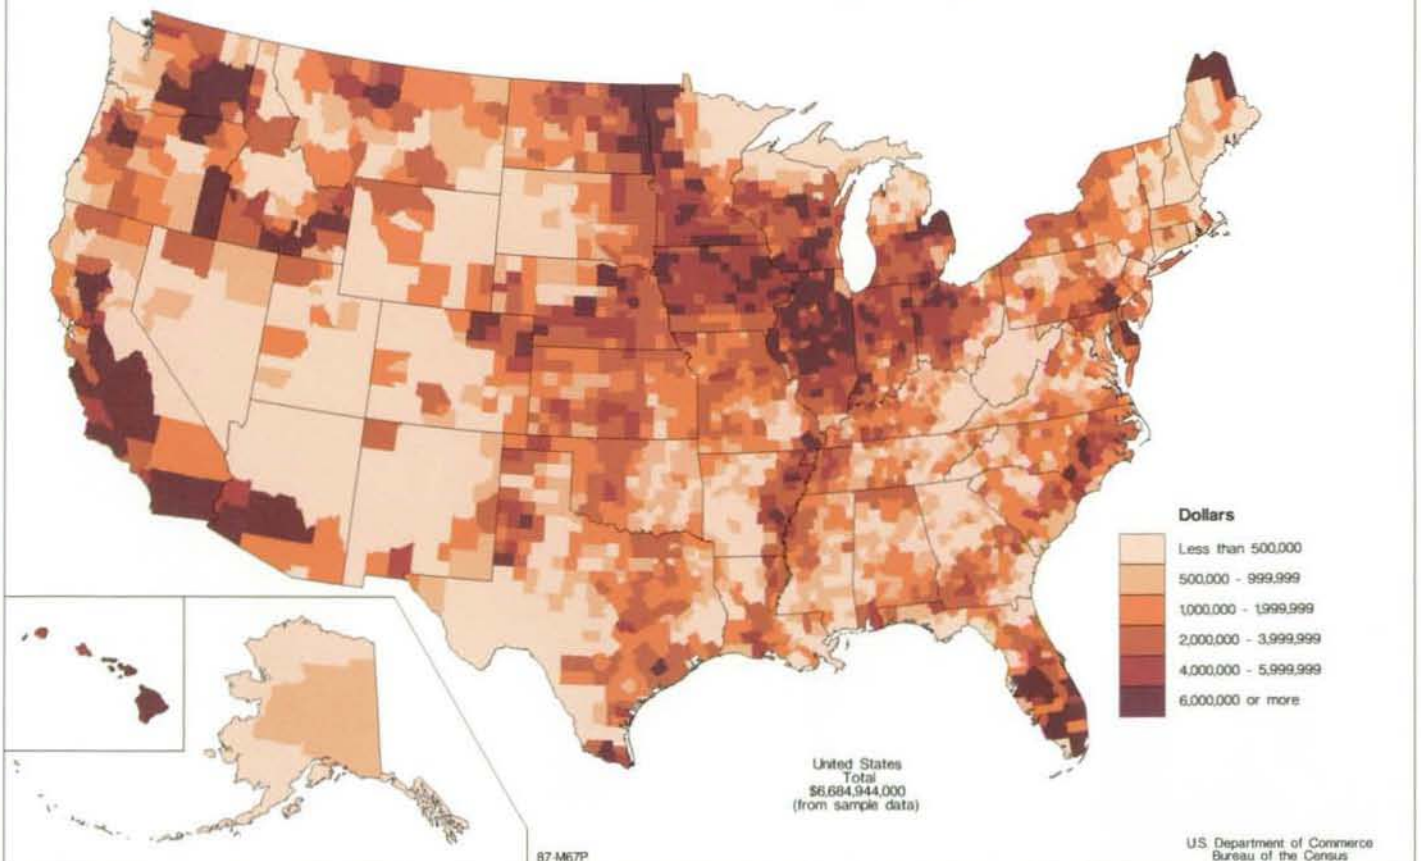 Dollars
Less than 500,000
500,000 - 999,999
1,000,000 - 1,999,999
2,000,000 - 3,999,999
4,000,000 - 5,999,999
6,000,000 or more
United States
Total
$6,684,944,000
(from sample data)
87-M67P
U.S. Department of Commerce
Bureau of the Census